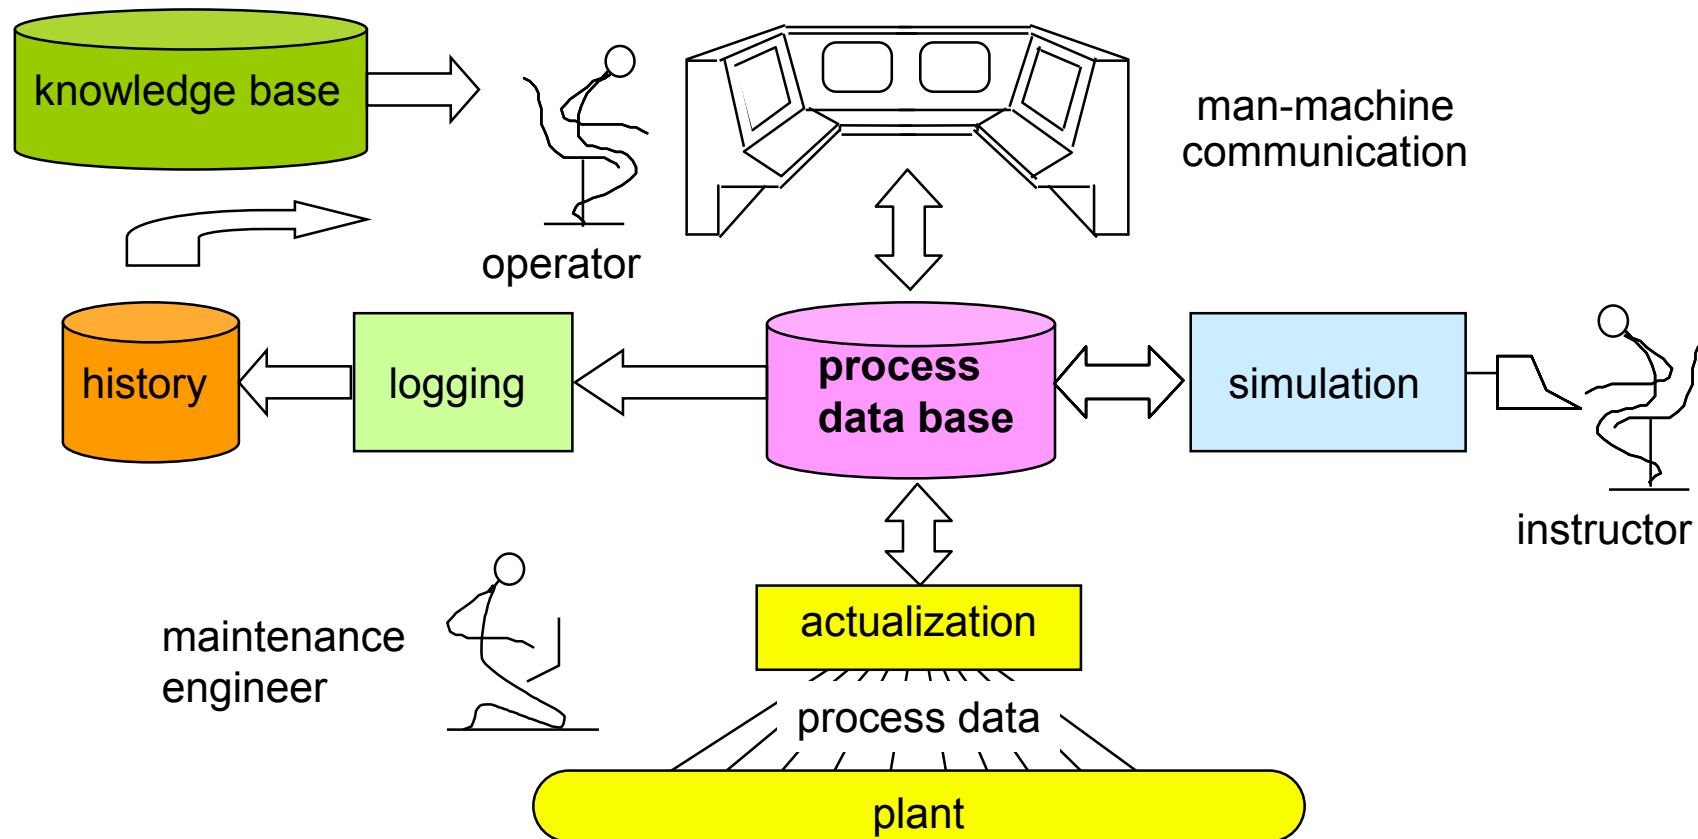 knowledge base
man-machine
communication
operator
history
logging
process
data base
simulation
instructor
maintenance
engineer
actualization
process data
plant